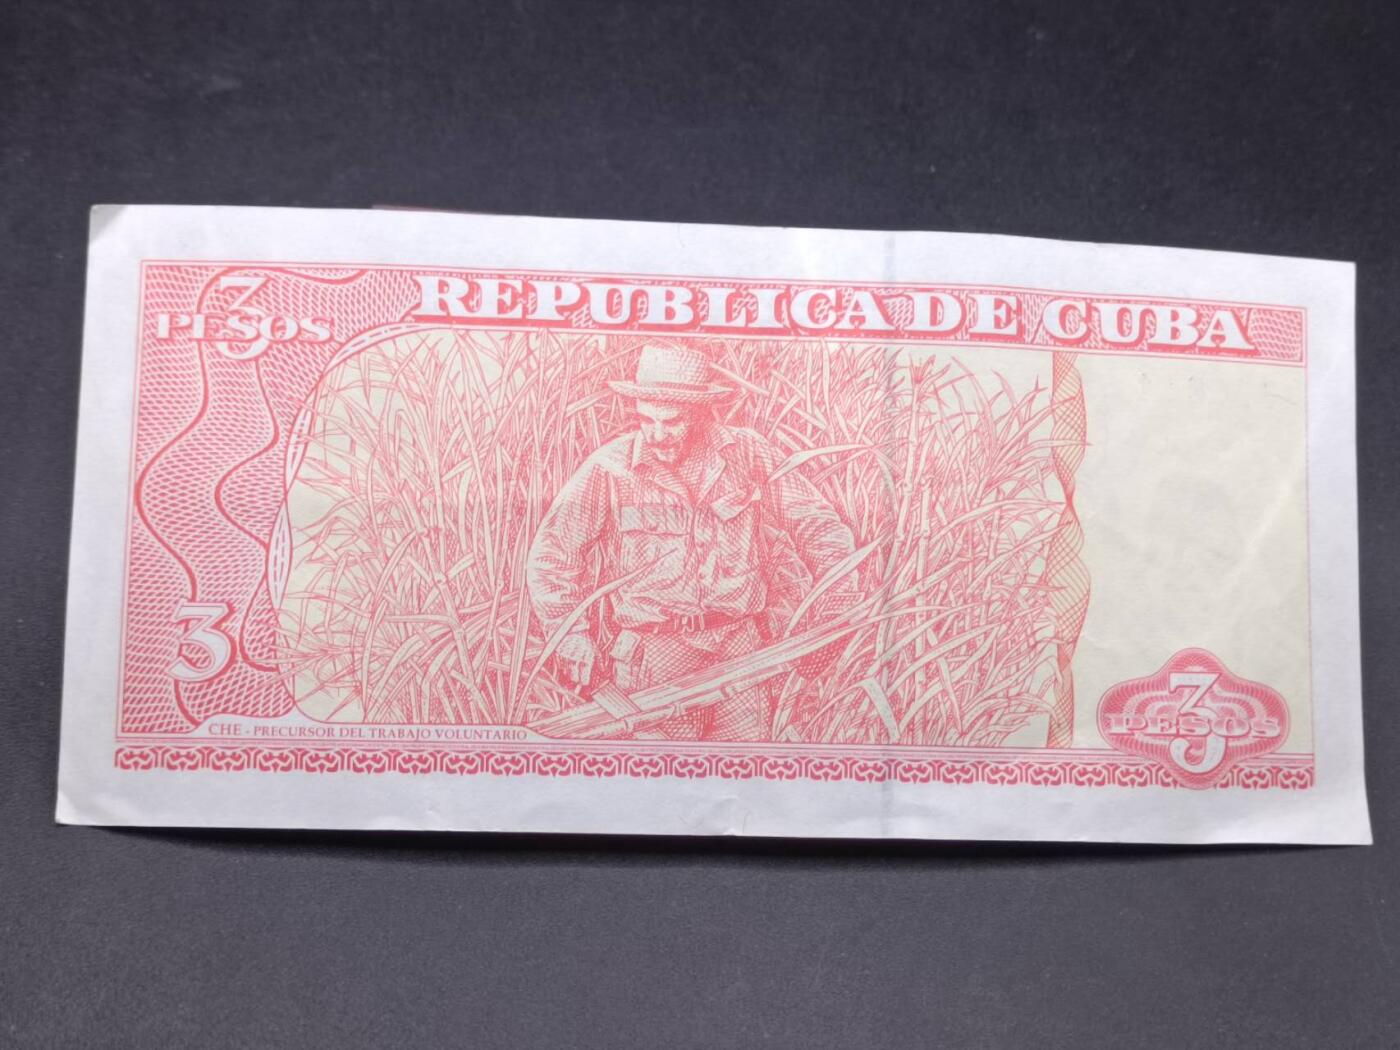 3
PESOS
REPUBLICA DE CUBA
3
CHE - PRECURSOR DEL TRABAJO VOLUNTARIO
3
PESOS